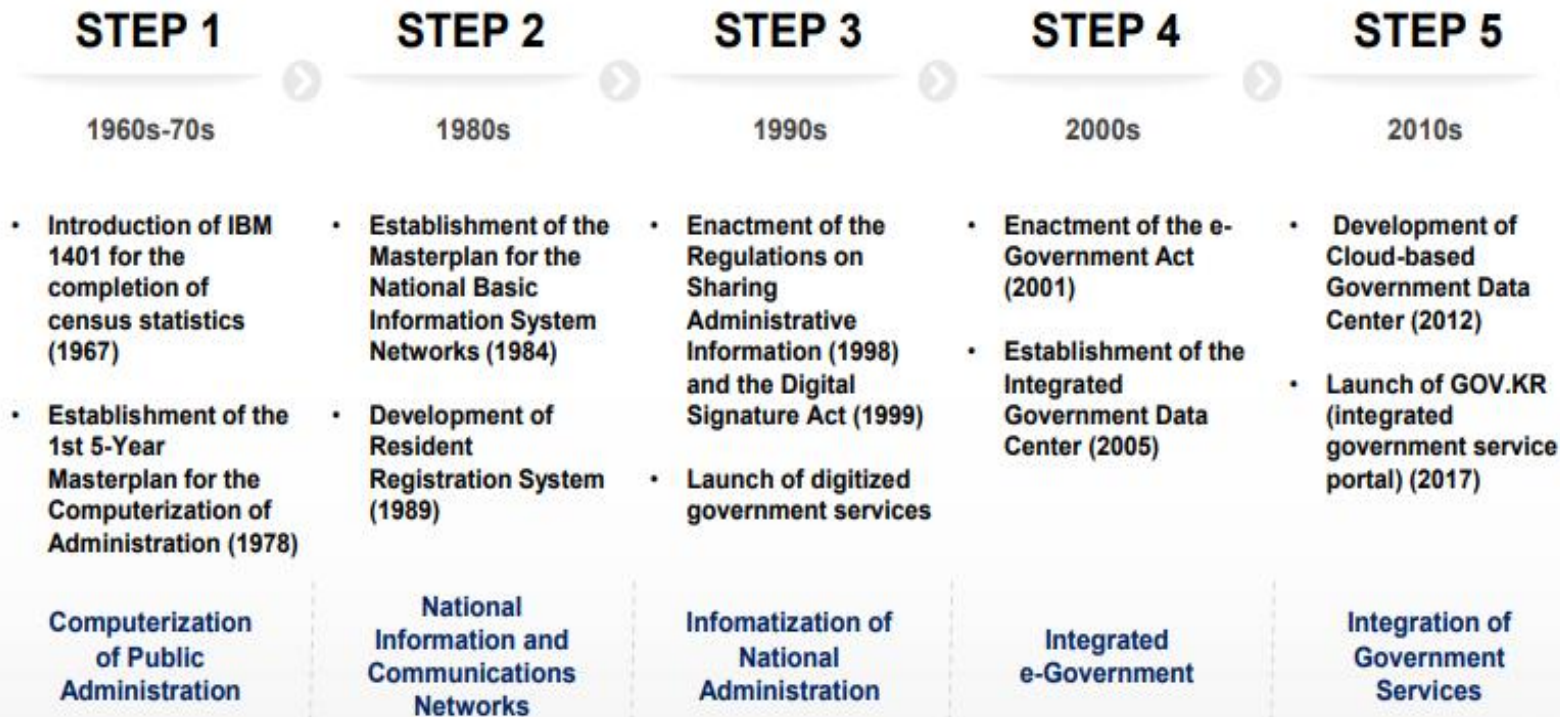 STEP 1
1960s-70s
• Introduction of IBM
1401 for the
completion of
census statistics
(1967)
• Establishment of the
1st 5-Year
Masterplan for the
Computerization of
Administration (1978)
Computerization
of Public
Administration
STEP 2
1980s
• Establishment of the
Masterplan for the
National Basic
Information System
Networks (1984)
• Development of
Resident
Registration System
(1989)
National
Information and
Communications
Networks
STEP 3
1990s
• Enactment of the
Regulations on
Sharing
Administrative
Information (1998)
and the Digital
Signature Act (1999)
• Launch of digitized
government services
Infomatization of
National
Administration
STEP 4
2000s
• Enactment of the e-
Government Act
(2001)
• Establishment of the
Integrated
Government Data
Center (2005)
Integrated
e-Government
STEP 5
2010s
• Development of
Cloud-based
Government Data
Center (2012)
• Launch of GOV.KR
(integrated
government service
portal) (2017)
Integration of
Government
Services